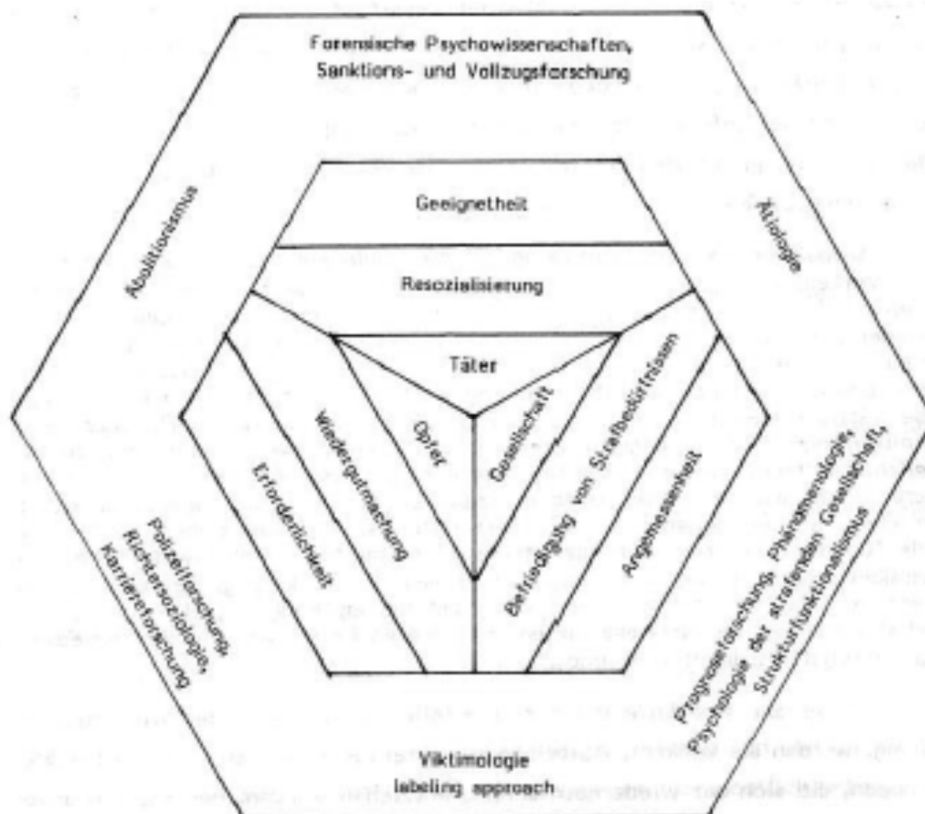 Forensische Psychowissenschaften,
Sanktions- und Vollzugsforschung
Abolitionismus
Ätiologie
Geeignetheit
Resozialisierung
Täter
Opfer
Gesellschaft
Wiedergutmachung
Befriedigung von Strafbedürfnissen
Erforderlichkeit
Angemessenheit
Polizeiforschung,
Richtersoziologie,
Karriereforschung
Prognoseforschung, Phänomenologie,
Psychologie der strafenden Gesellschaft,
Strukturfunktionalismus
Viktimologie
labeling approach